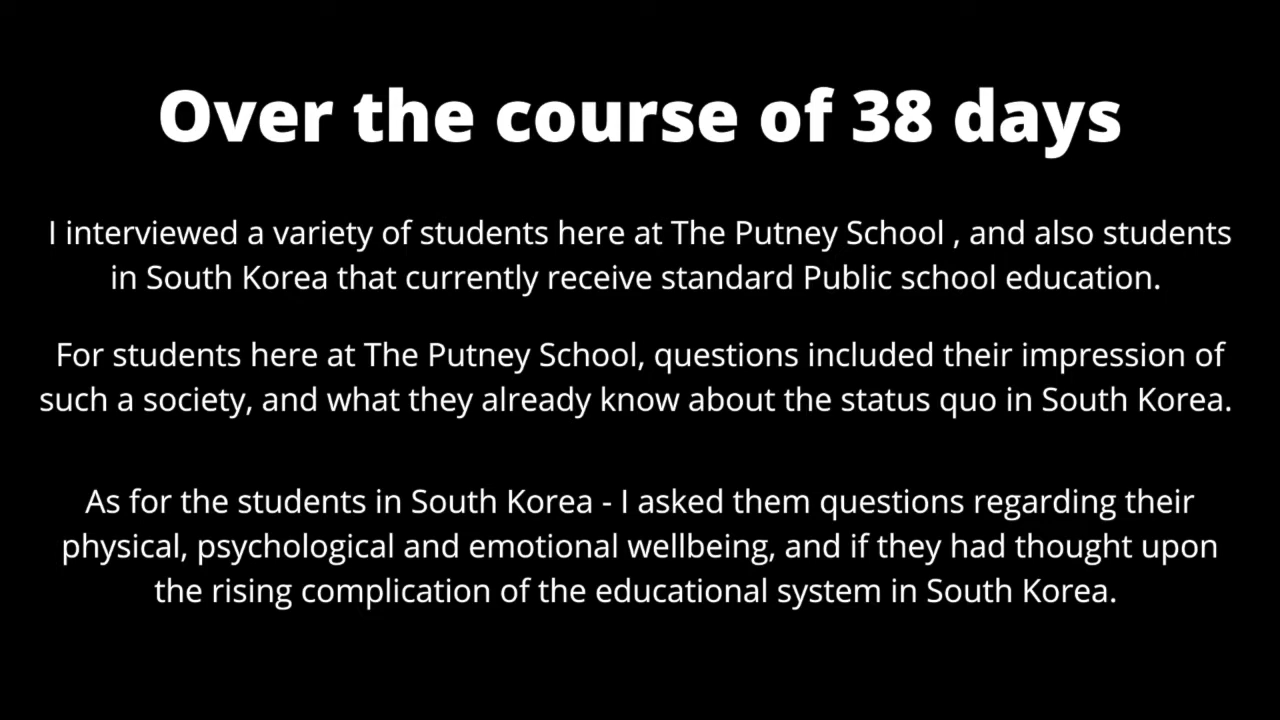 Over the course of 38 days
I interviewed a variety of students here at The Putney School , and also students
in South Korea that currently receive standard Public school education.
For students here at The Putney School, questions included their impression of
such a society, and what they already know about the status quo in South Korea.
As for the students in South Korea - I asked them questions regarding their
physical, psychological and emotional wellbeing, and if they had thought upon
the rising complication of the educational system in South Korea.